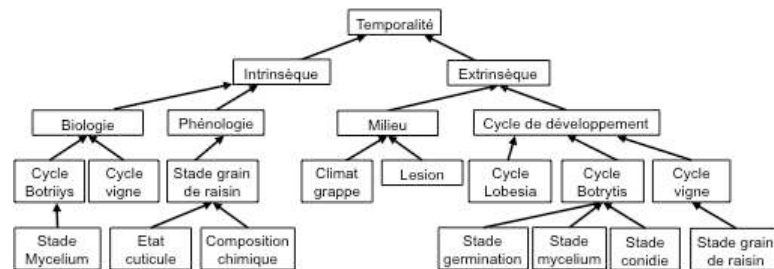 Temporalité
Intrinsèque
Extrinsèque
Biologie
Phénologie
Milieu
Cycle de développement
Cycle
Botriiys
Cycle
vigne
Stade grain
de raisin
Climat
grappe
Lesion
Cycle
Lobesia
Cycle
Botrytis
Cycle
vigne
Stade
Mycelium
Etat
cuticule
Composition
chimique
Stade
germination
Stade
mycelium
Stade
conidie
Stade grain
de raisin